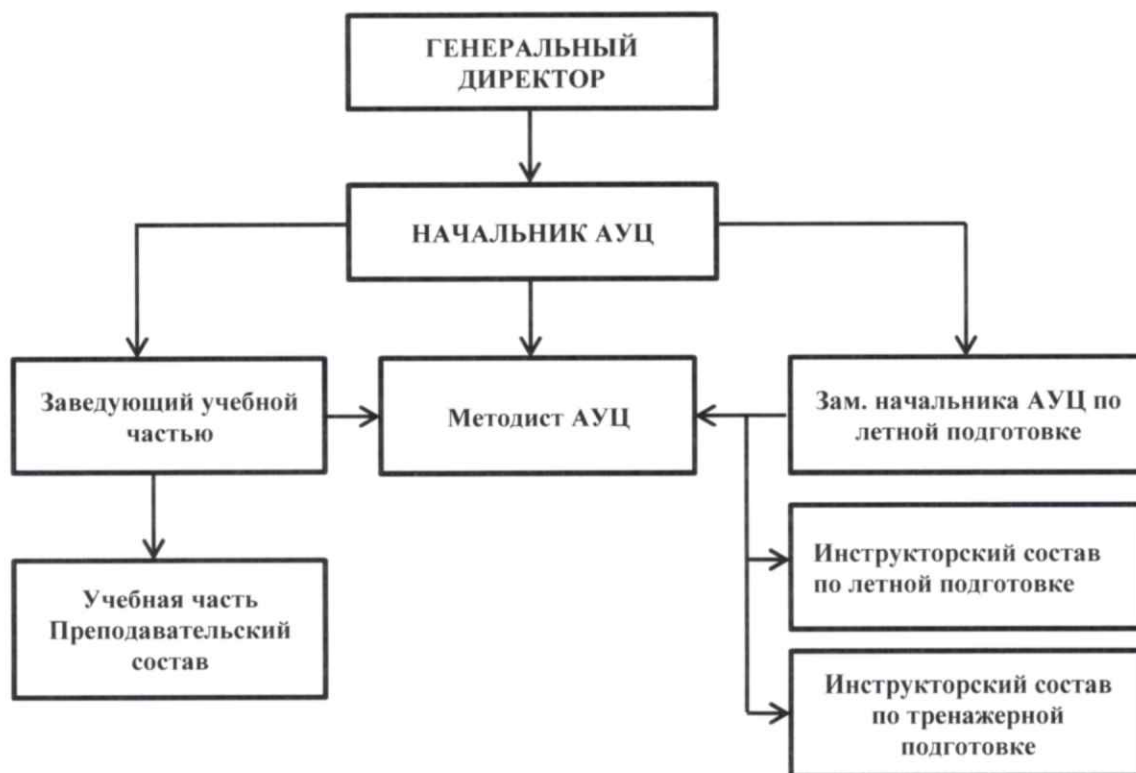 ГЕНЕРАЛЬНЫЙ
ДИРЕКТОР
НАЧАЛЬНИК АУЦ
Заведующий учебной
частью
Методист АУЦ
Зам. начальника АУЦ по
летной подготовке
Учебная часть
Преподавательский
состав
Инструкторский состав
по летной подготовке
Инструкторский состав
по тренажерной
подготовке